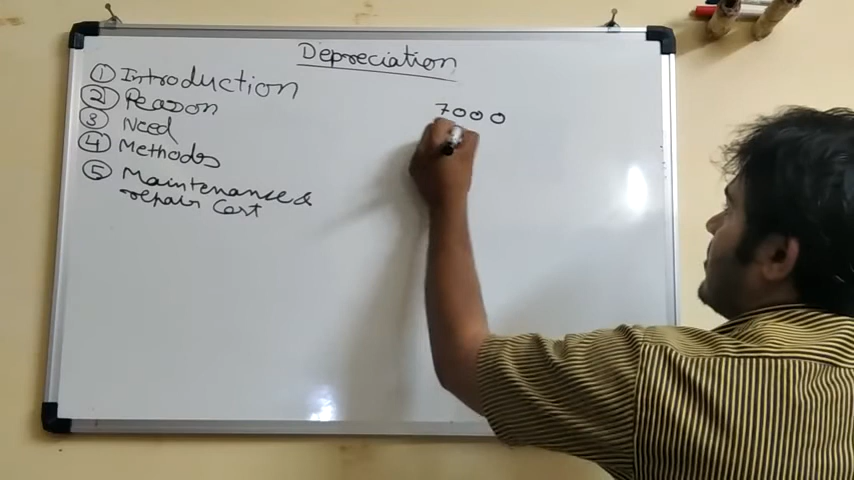 Depreciation
① Introduction
② Reason
③ Need
④ Methods
⑤ Maintenance &
repair Cost
7000